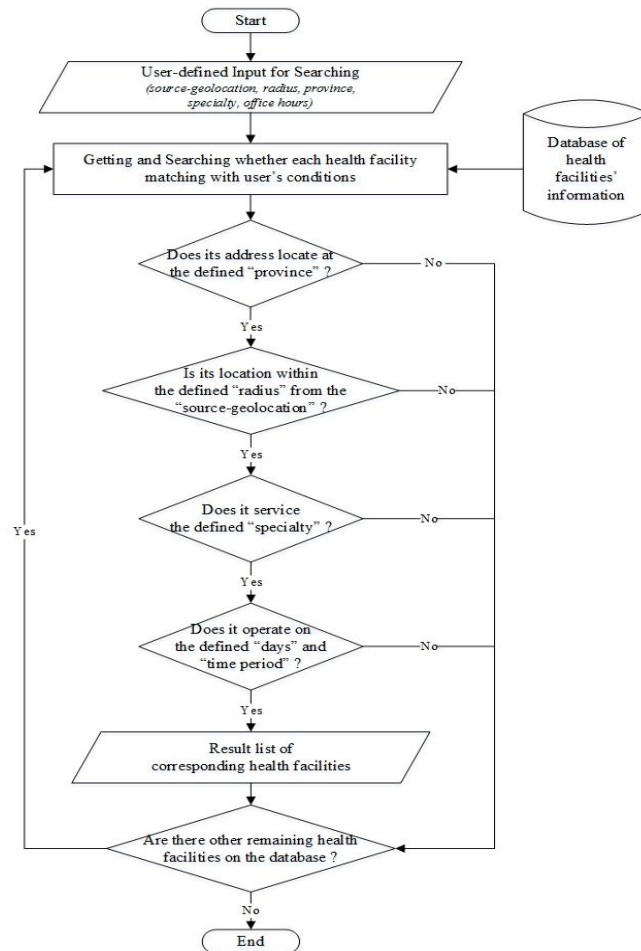 Start
User-defined Input for Searching
(source-geolocation, radius, province,
specialty, office hours)
Getting and Searching whether each health facility
matching with user's conditions
Database of
health
facilities'
information
Does its address locate at
the defined “province” ?
No
Yes
Is its location within
the defined “radius” from the
“source-geolocation” ?
No
Yes
Does it service
the defined “specialty” ?
No
Yes
Yes
Does it operate on
the defined “days” and
“time period” ?
No
Yes
Result list of
corresponding health facilities
Are there other remaining health
facilities on the database ?
No
End